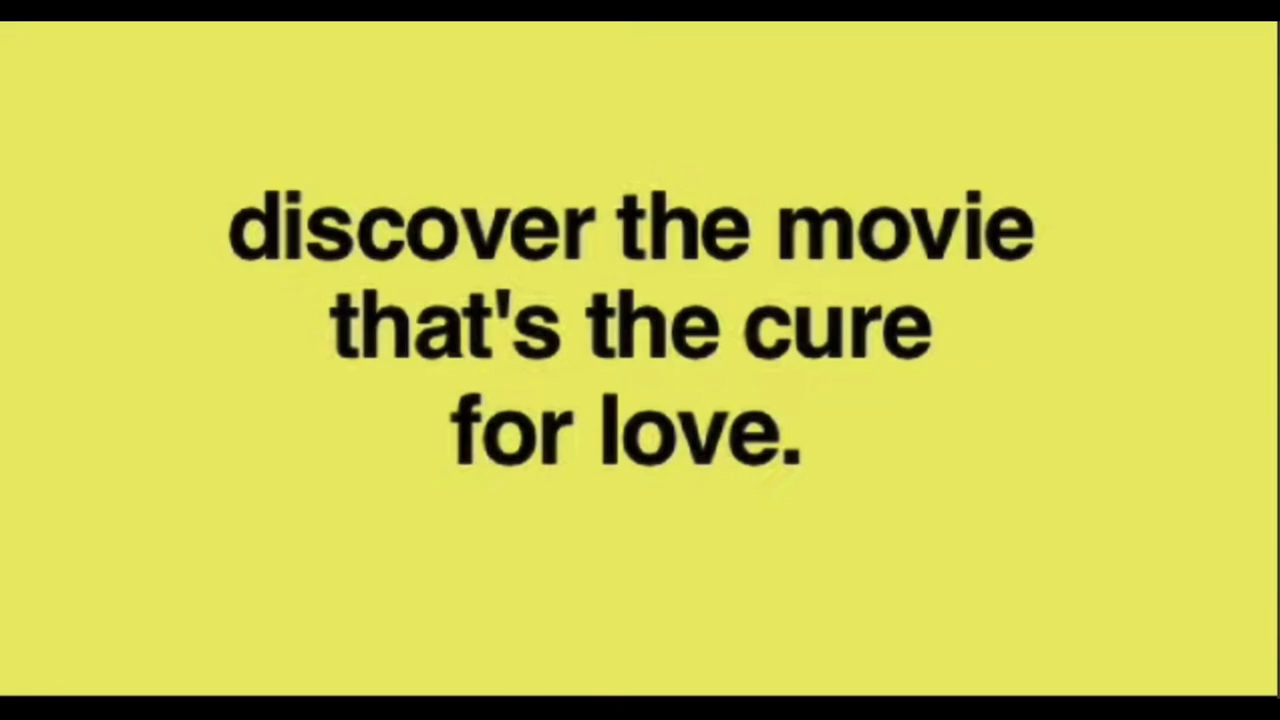 discover the movie
that's the cure
for love.